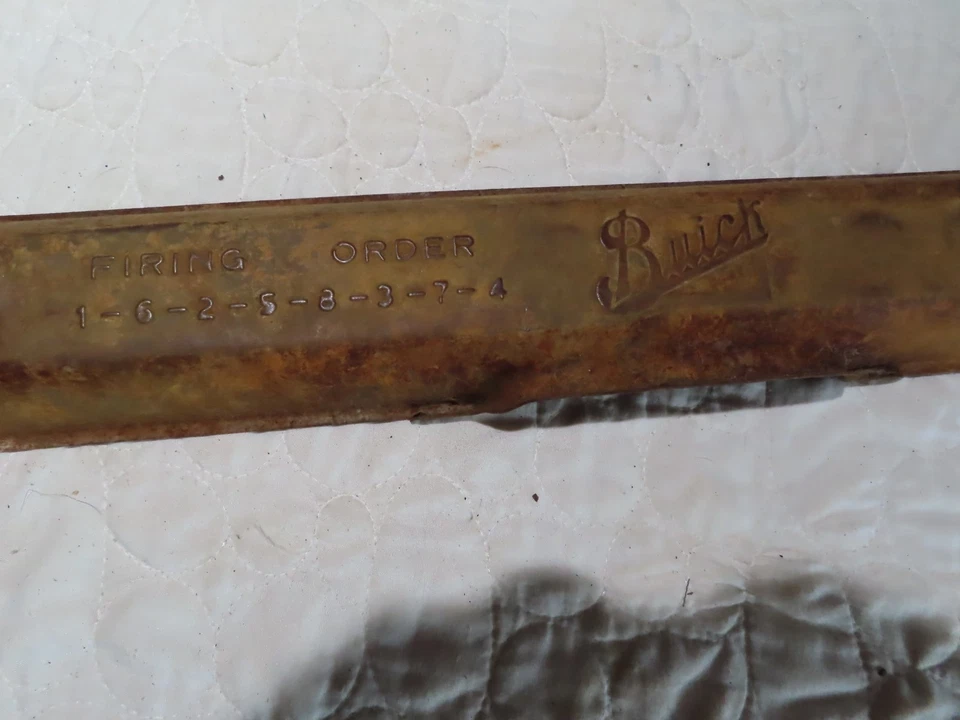 FIRING ORDER
1-6-2-5-8-3-7-4
Buick